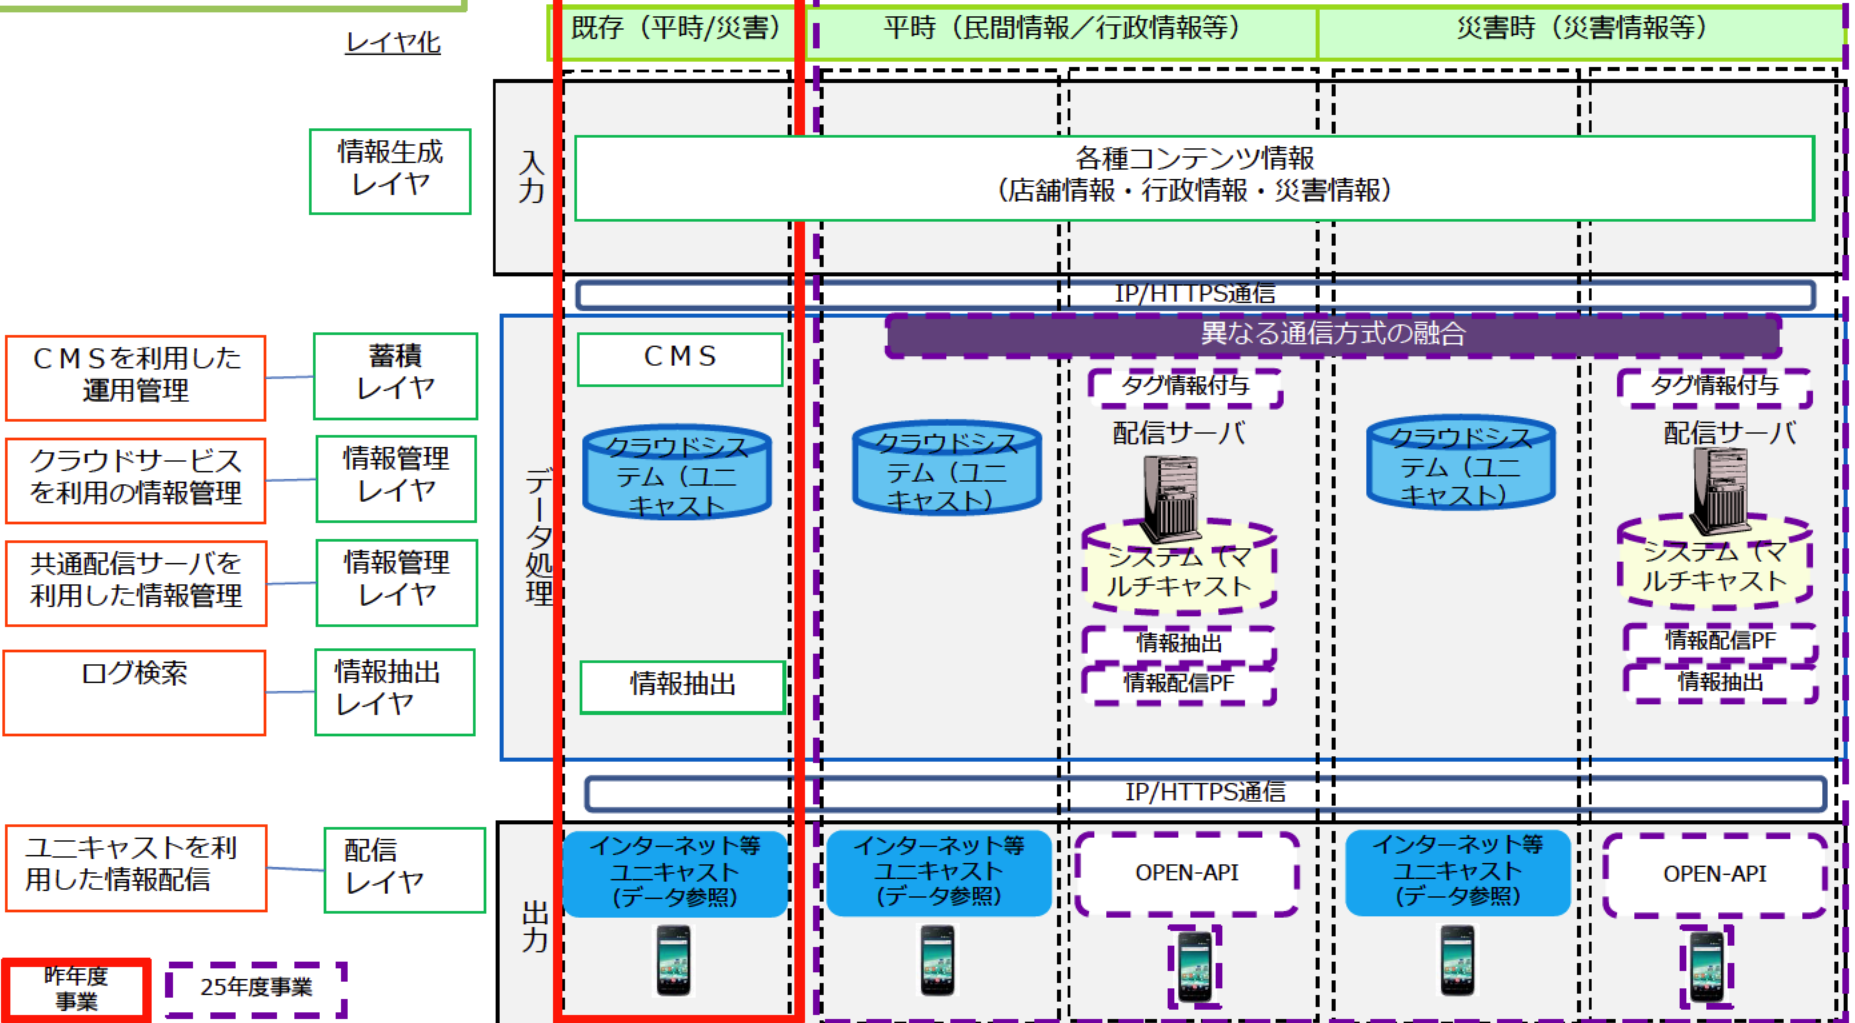 レイヤ化
既存（平時/災害）
平時（民間情報／行政情報等）
災害時（災害情報等）
情報生成
レイヤ
入力
各種コンテンツ情報
（店舗情報・行政情報・災害情報）
IP/HTTPS通信
異なる通信方式の融合
ＣＭＳを利用した
運用管理
蓄積
レイヤ
ＣＭＳ
タグ情報付与
タグ情報付与
クラウドサービス
を利用の情報管理
情報管理
レイヤ
データ処理
クラウドシス
テム（ユニ
キャスト
クラウドシス
テム（ユニ
キャスト）
配信サーバ
クラウドシス
テム（ユニ
キャスト）
配信サーバ
共通配信サーバを
利用した情報管理
情報管理
レイヤ
システム（マ
ルチキャスト
システム（マ
ルチキャスト
ログ検索
情報抽出
レイヤ
情報抽出
情報抽出
情報配信PF
情報配信PF
情報抽出
IP/HTTPS通信
ユニキャストを利
用した情報配信
配信
レイヤ
出力
インターネット等
ユニキャスト
(データ参照)
インターネット等
ユニキャスト
(データ参照)
OPEN-API
インターネット等
ユニキャスト
(データ参照)
OPEN-API
昨年度
事業
25年度事業